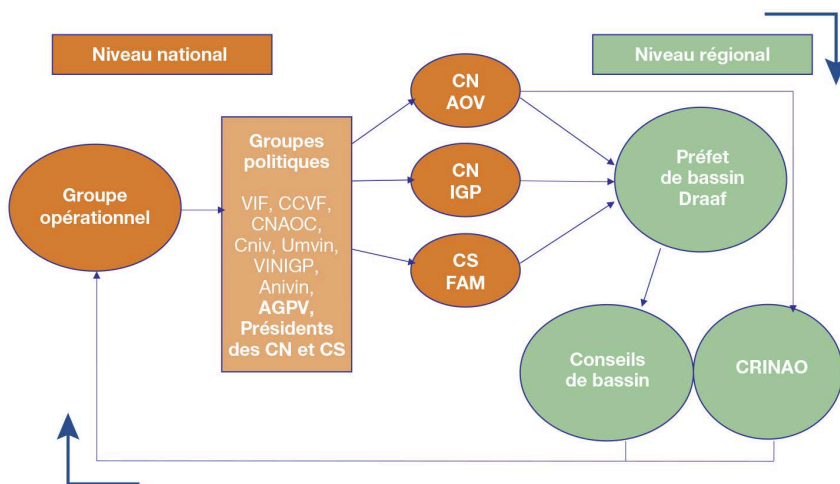 Niveau national
Niveau régional
Groupe
opérationnel
Groupes
politiques
VIF, CCVF,
CNAOC,
Cniv, Umvin,
VINIGP,
Anivin,
AGPV,
Présidents
des CN et CS
CN
AOV
CN
IGP
CS
FAM
Préfet
de bassin
Draaf
Conseils
de bassin
CRINAO